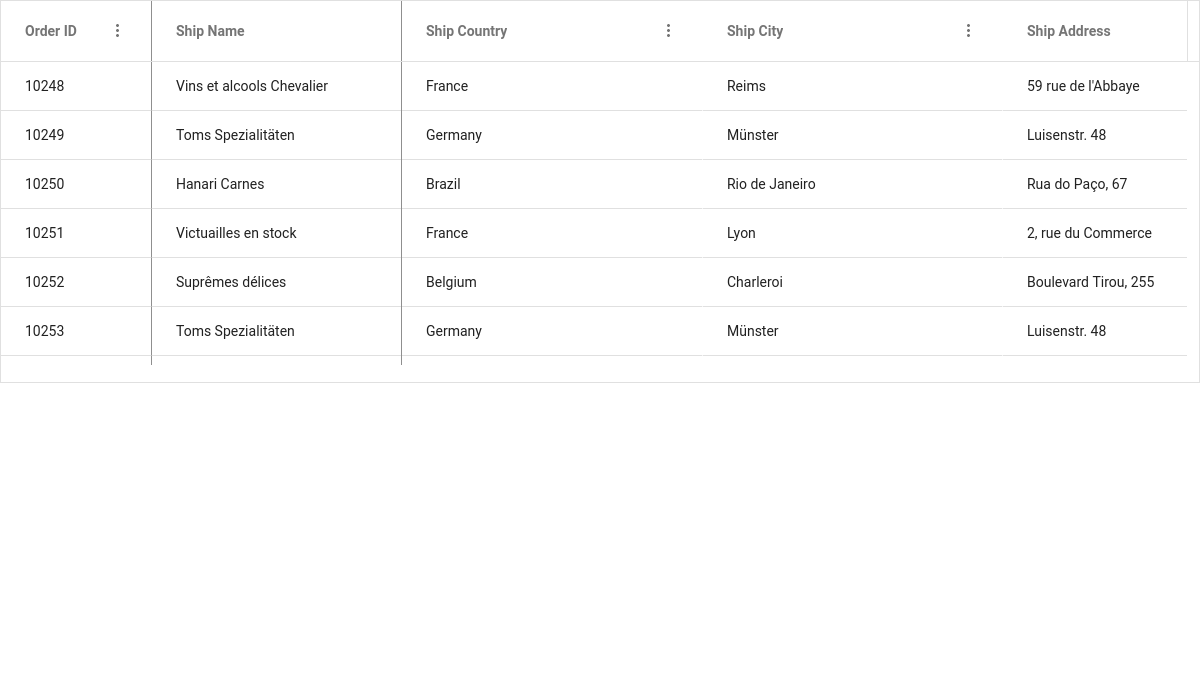 Order ID Ship Name Ship Country Ship City Ship Address
10248 Vins et alcools Chevalier France Reims 59 rue de l'Abbaye
10249 Toms Spezialitäten Germany Münster Luisenstr. 48
10250 Hanari Carnes Brazil Rio de Janeiro Rua do Paço, 67
10251 Victuailles en stock France Lyon 2, rue du Commerce
10252 Suprêmes délices Belgium Charleroi Boulevard Tirou, 255
10253 Toms Spezialitäten Germany Münster Luisenstr. 48